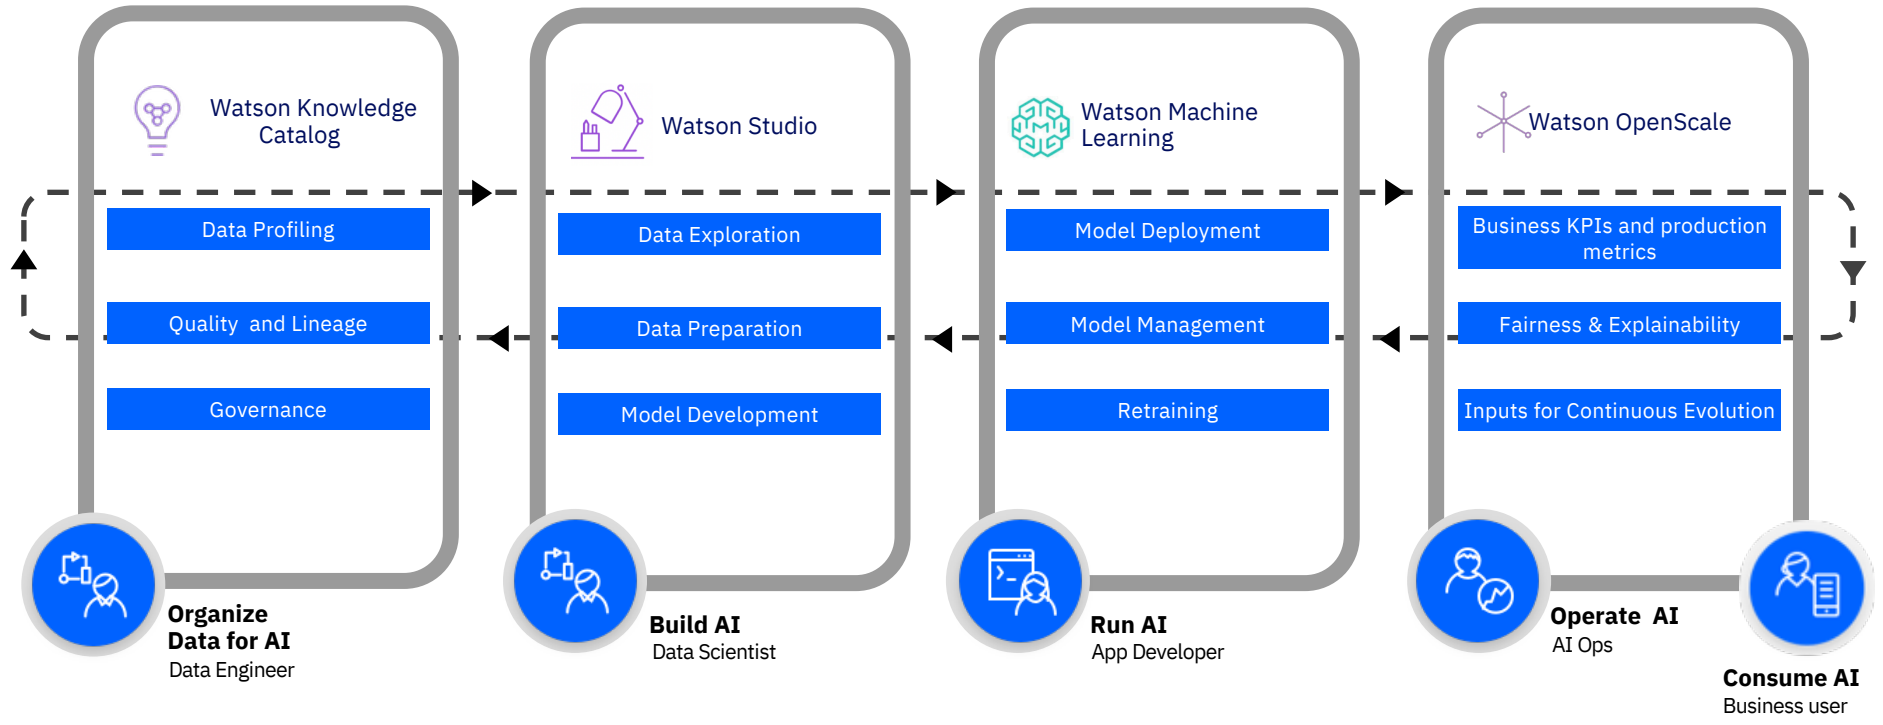 Watson Knowledge
Catalog
Data Profiling
Quality and Lineage
Governance
Organize
Data for AI
Data Engineer
Watson Studio
Data Exploration
Data Preparation
Model Development
Build AI
Data Scientist
Watson Machine
Learning
Model Deployment
Model Management
Retraining
Run AI
App Developer
Watson OpenScale
Business KPIs and production
metrics
Fairness & Explainability
Inputs for Continuous Evolution
Operate AI
AI Ops
Consume AI
Business user